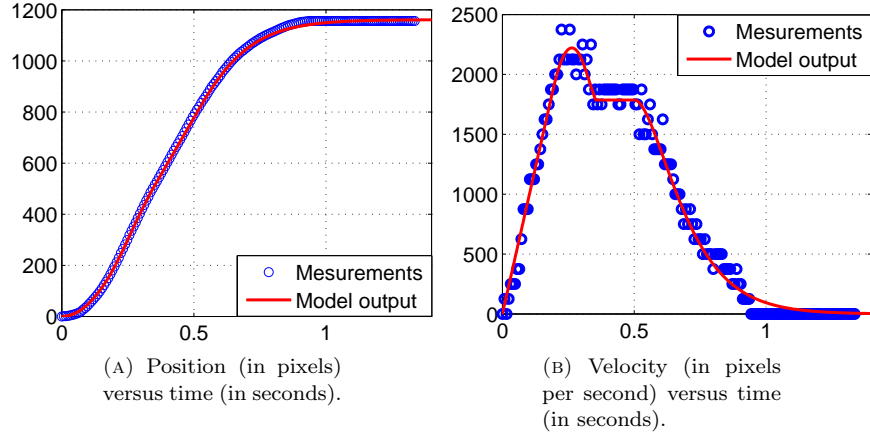 1200
1000
800
600
400
200
0
0
0.5
1
Mesurements
Model output
(A) Position (in pixels)
versus time (in seconds).
2500
2000
1500
1000
500
0
0
0.5
1
Mesurements
Model output
(B) Velocity (in pixels
per second) versus time
(in seconds).